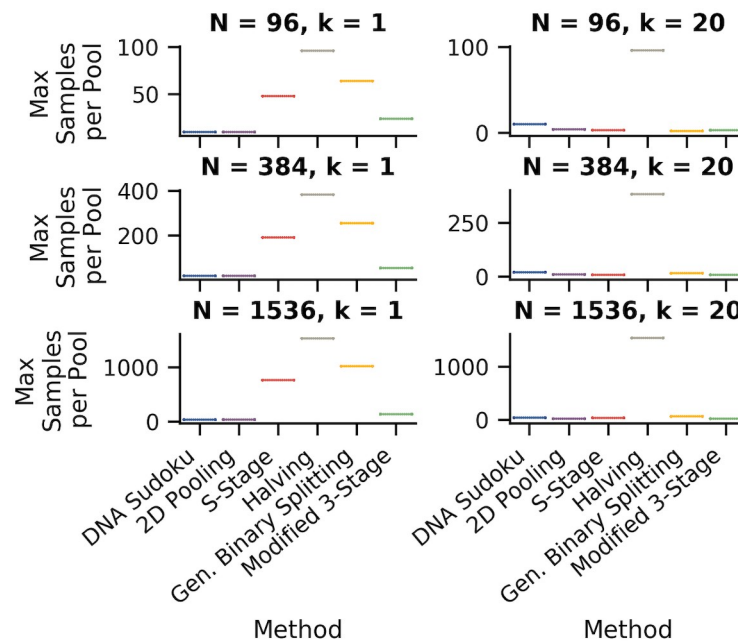 N = 96, k = 1
N = 96, k = 20
Max
Samples
per Pool
100
50
100
0
N = 384, k = 1
N = 384, k = 20
Max
Samples
per Pool
400
200
250
0
N = 1536, k = 1
N = 1536, k = 20
Max
Samples
per Pool
1000
0
1000
0
DNA Sudoku
2D Pooling
S-Stage
Halving
Gen. Binary Splitting
Modified 3-Stage
DNA Sudoku
2D Pooling
S-Stage
Halving
Gen. Binary Splitting
Modified 3-Stage
Method
Method